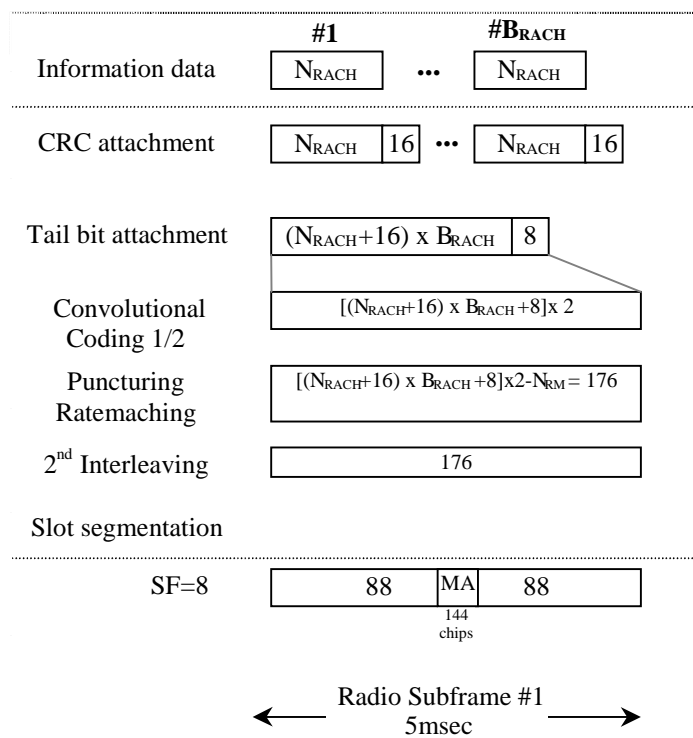 #1 #BRACH
Information data NRACH ••• NRACH
CRC attachment NRACH 16 ••• NRACH 16
Tail bit attachment (NRACH+16) x BRACH 8
Convolutional
Coding 1/2
[(NRACH+16) x BRACH+8]x 2
Puncturing
Ratemaching
[(NRACH+16) x BRACH+8]x2-NRM = 176
2nd Interleaving 176
Slot segmentation
SF=8 88 MA 88
144
chips
Radio Subframe #1
5msec